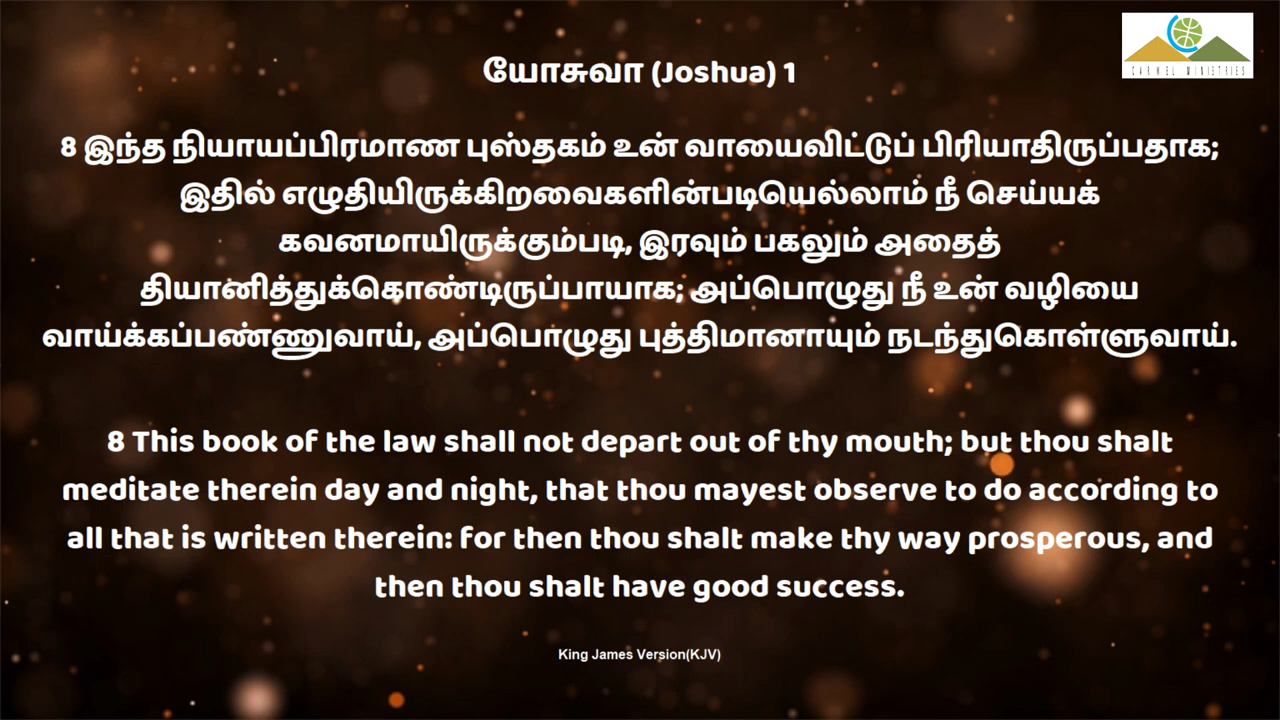 CARMEL MINISTRIES
யோசுவா (Joshua) 1
8 இந்த நியாயப்பிரமாண புஸ்தகம் உன் வாயைவிட்டுப் பிரியாதிருப்பதாக;
இதில் எழுதியிருக்கிறவைகளின்படியெல்லாம் நீ செய்யக்
கவனமாயிருக்கும்படி, இரவும் பகலும் அதைத்
தியானித்துக்கொண்டிருப்பாயாக; அப்பொழுது நீ உன் வழியை
வாய்க்கப்பண்ணுவாய், அப்பொழுது புத்திமானாயும் நடந்துகொள்ளுவாய்.
8 This book of the law shall not depart out of thy mouth; but thou shalt
meditate therein day and night, that thou mayest observe to do according to
all that is written therein: for then thou shalt make thy way prosperous, and
then thou shalt have good success.
King James Version(KJV)